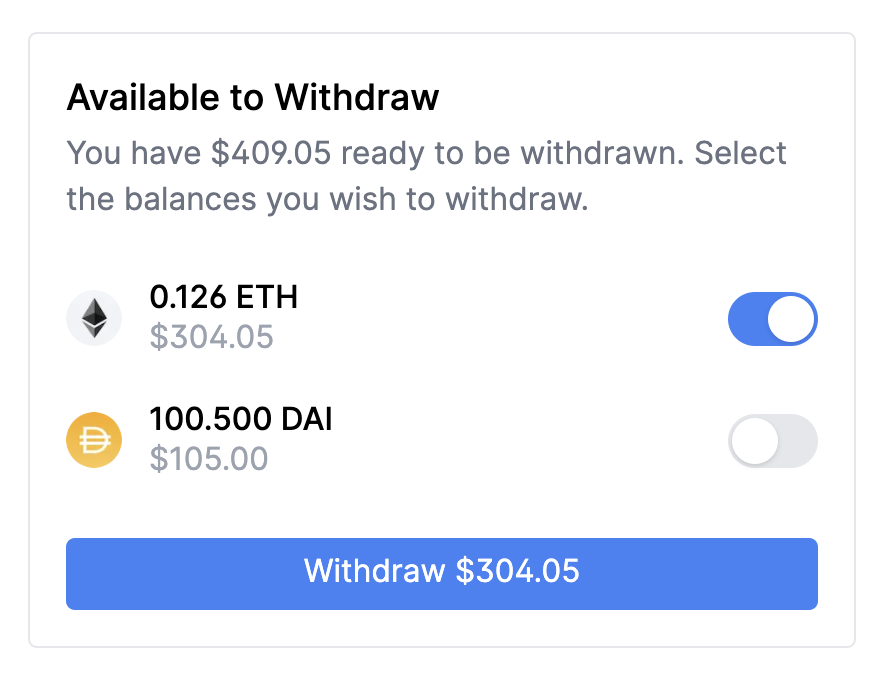 Available to Withdraw
You have $409.05 ready to be withdrawn. Select
the balances you wish to withdraw.
0.126 ETH
$304.05
100.500 DAI
$105.00
Withdraw $304.05